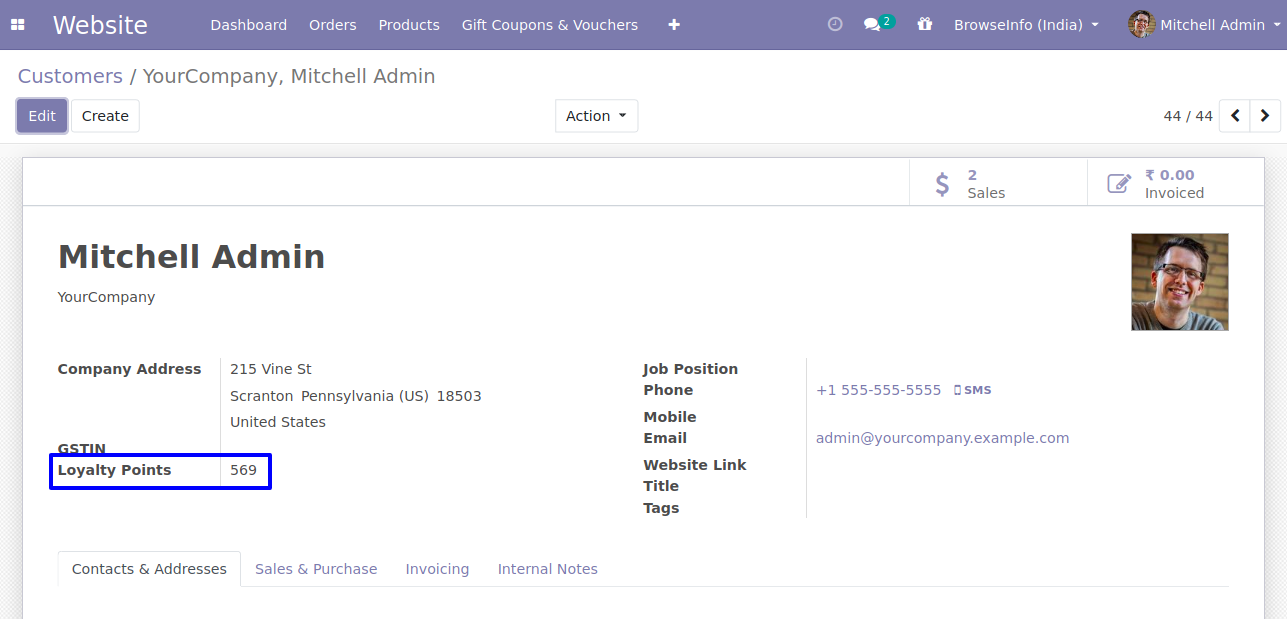 Website Dashboard Orders Products Gift Coupons & Vouchers + 2 BrowseInfo (India) Mitchell Admin
Customers / YourCompany, Mitchell Admin
Edit Create Action 44 / 44
2
Sales
₹ 0.00
Invoiced
Mitchell Admin
YourCompany
Company Address 215 Vine St
Scranton Pennsylvania (US) 18503
United States
GSTIN
Loyalty Points 569
Job Position
Phone +1 555-555-5555 SMS
Mobile
Email admin@yourcompany.example.com
Website Link
Title
Tags
Contacts & Addresses Sales & Purchase Invoicing Internal Notes